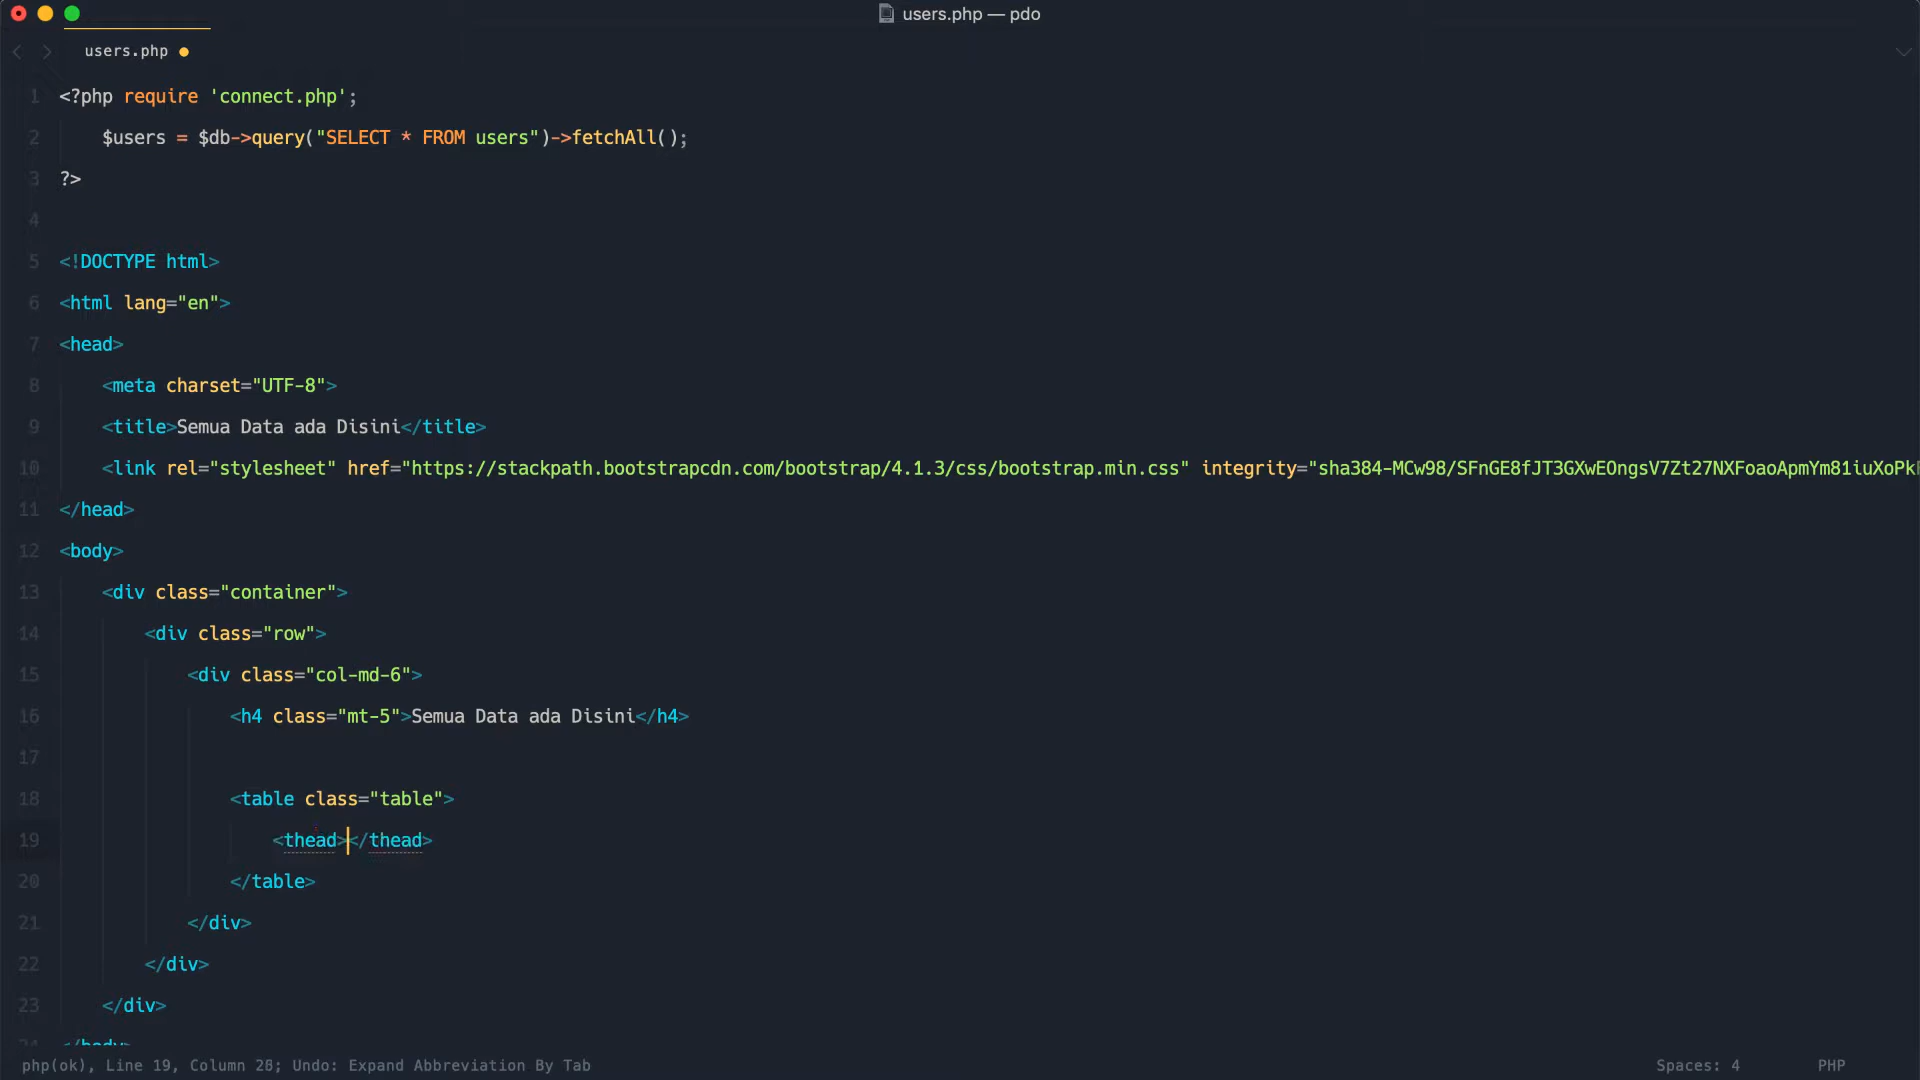 users.php — pdo
users.php
1 <?php require 'connect.php';
2 $users = $db->query("SELECT * FROM users")->fetchAll();
3 ?>
4
5 <!DOCTYPE html>
6 <html lang="en">
7 <head>
8 <meta charset="UTF-8">
9 <title>Semua Data ada Disini</title>
10 <link rel="stylesheet" href="https://stackpath.bootstrapcdn.com/bootstrap/4.1.3/css/bootstrap.min.css" integrity="sha384-MCw98/SFnGE8fJT3GXwEOngsV7Zt27NXFoaoApmYm81iuXoPk
11 </head>
12 <body>
13 <div class="container">
14 <div class="row">
15 <div class="col-md-6">
16 <h4 class="mt-5">Semua Data ada Disini</h4>
17
18 <table class="table">
19 <thead></thead>
20 </table>
21 </div>
22 </div>
23 </div>
24 </body>
php(ok), Line 19, Column 28; Undo: Expand Abbreviation By Tab
Spaces: 4
PHP